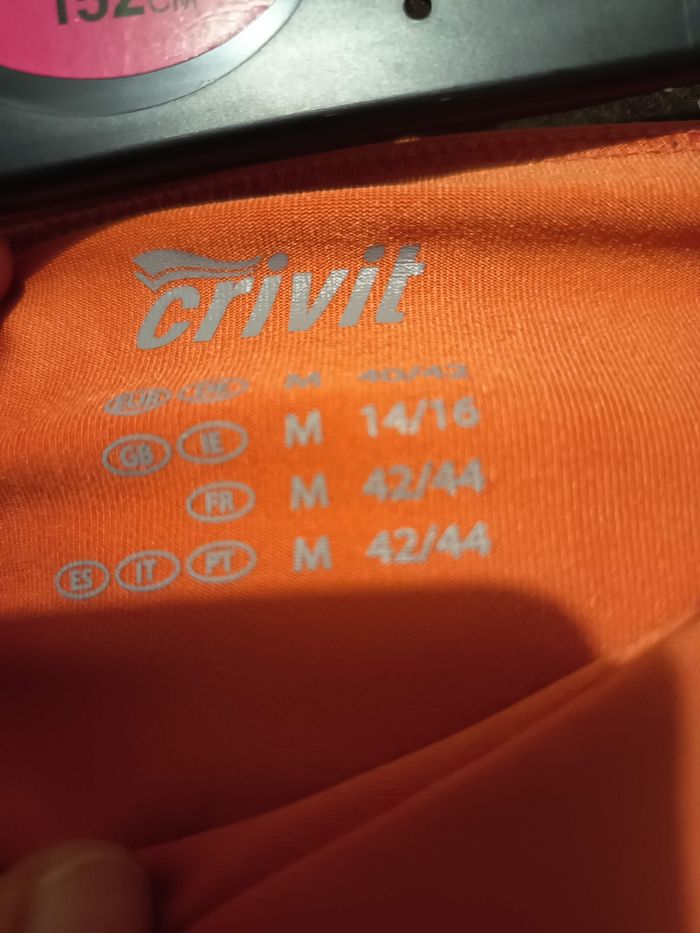 152CM
crivit
EUR DE M 40/42
GB IE M 14/16
FR M 42/44
ES IT PT M 42/44